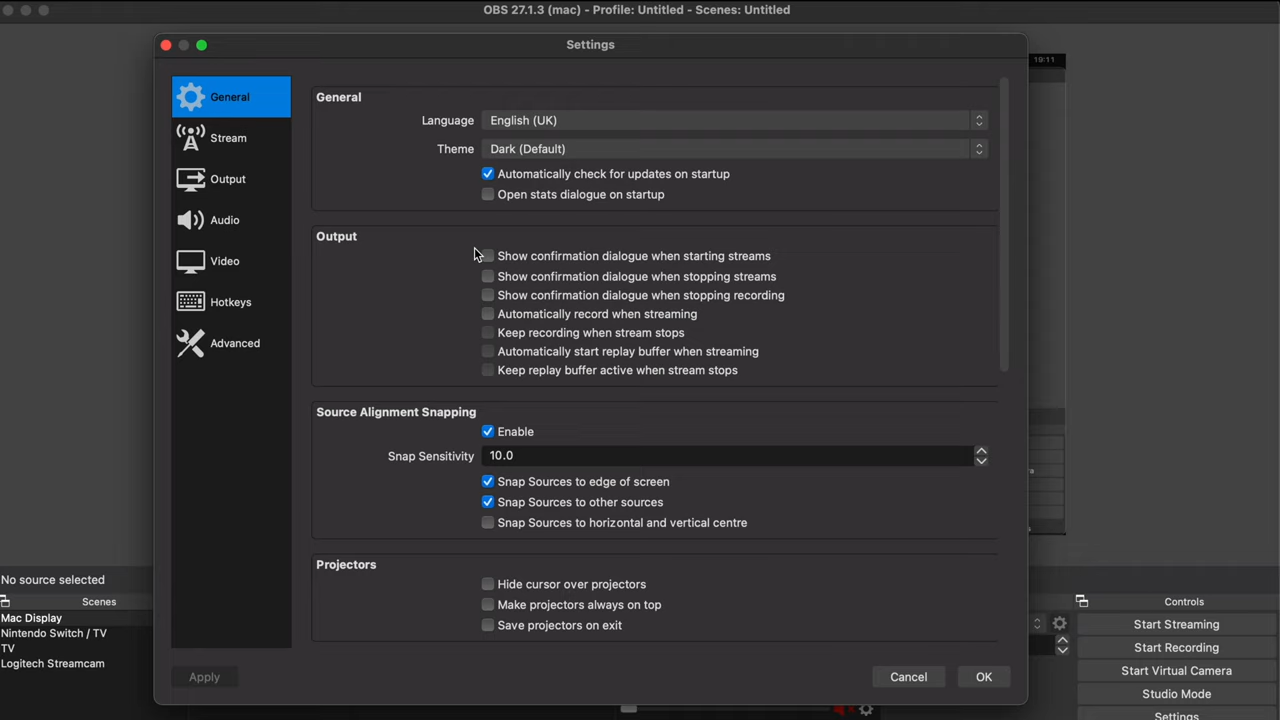 OBS 27.1.3 (mac) - Profile: Untitled - Scenes: Untitled
Settings
19:11
General
Stream
Output
Audio
Video
Hotkeys
Advanced
General
Language English (UK)
Theme Dark (Default)
Automatically check for updates on startup
Open stats dialogue on startup
Output
Show confirmation dialogue when starting streams
Show confirmation dialogue when stopping streams
Show confirmation dialogue when stopping recording
Automatically record when streaming
Keep recording when stream stops
Automatically start replay buffer when streaming
Keep replay buffer active when stream stops
Source Alignment Snapping
Enable
Snap Sensitivity 10.0
Snap Sources to edge of screen
Snap Sources to other sources
Snap Sources to horizontal and vertical centre
Projectors
Hide cursor over projectors
Make projectors always on top
Save projectors on exit
Apply
Cancel
OK
No source selected
Scenes
Mac Display
Nintendo Switch / TV
TV
Logitech Streamcam
Controls
Start Streaming
Start Recording
Start Virtual Camera
Studio Mode
Settings